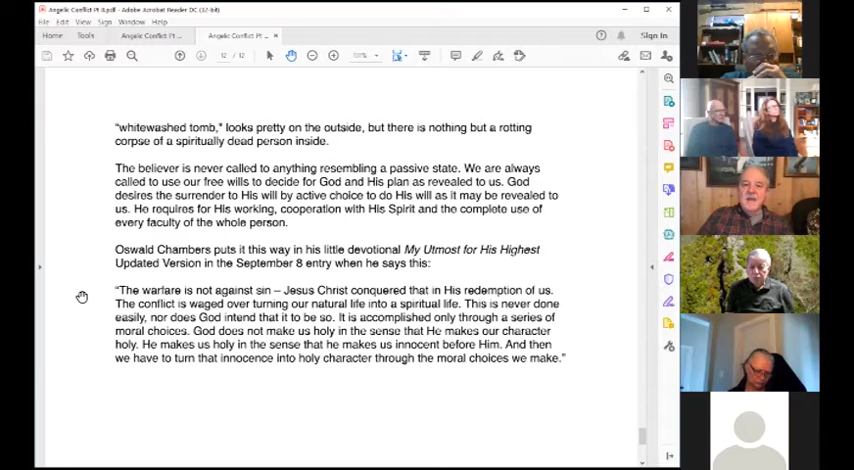 Angelic Conflict Pt II.pdf - Adobe Acrobat Reader DC (32-bit)
File Edit View Sign Window Help
Home Tools Angelic Conflict Pt ... Angelic Conflict Pt ... × Sign In
12 / 12
"whitewashed tomb," looks pretty on the outside, but there is nothing but a rotting
corpse of a spiritually dead person inside.
The believer is never called to anything resembling a passive state. We are always
called to use our free wills to decide for God and His plan as revealed to us. God
desires the surrender to His will by active choice to do His will as it may be revealed to
us. He requires for His working, cooperation with His Spirit and the complete use of
every faculty of the whole person.
Oswald Chambers puts it this way in his little devotional My Utmost for His Highest
Updated Version in the September 8 entry when he says this:
"The warfare is not against sin – Jesus Christ conquered that in His redemption of us.
The conflict is waged over turning our natural life into a spiritual life. This is never done
easily, nor does God intend that it to be so. It is accomplished only through a series of
moral choices. God does not make us holy in the sense that He makes our character
holy. He makes us holy in the sense that he makes us innocent before Him. And then
we have to turn that innocence into holy character through the moral choices we make."